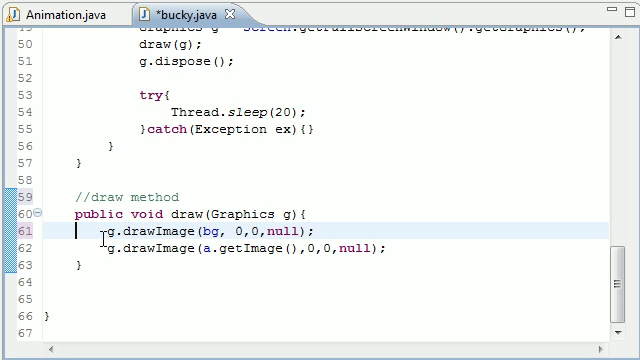 Animation.java
*bucky.java
49 Graphics g = screen.getFullScreenWindow().getGraphics();
50 draw(g);
51 g.dispose();
52
53 try{
54 Thread.sleep(20);
55 }catch(Exception ex){}
56 }
57 }
58
59 //draw method
60 public void draw(Graphics g){
61 g.drawImage(bg, 0,0,null);
62 g.drawImage(a.getImage(),0,0,null);
63 }
64
65
66 }
67